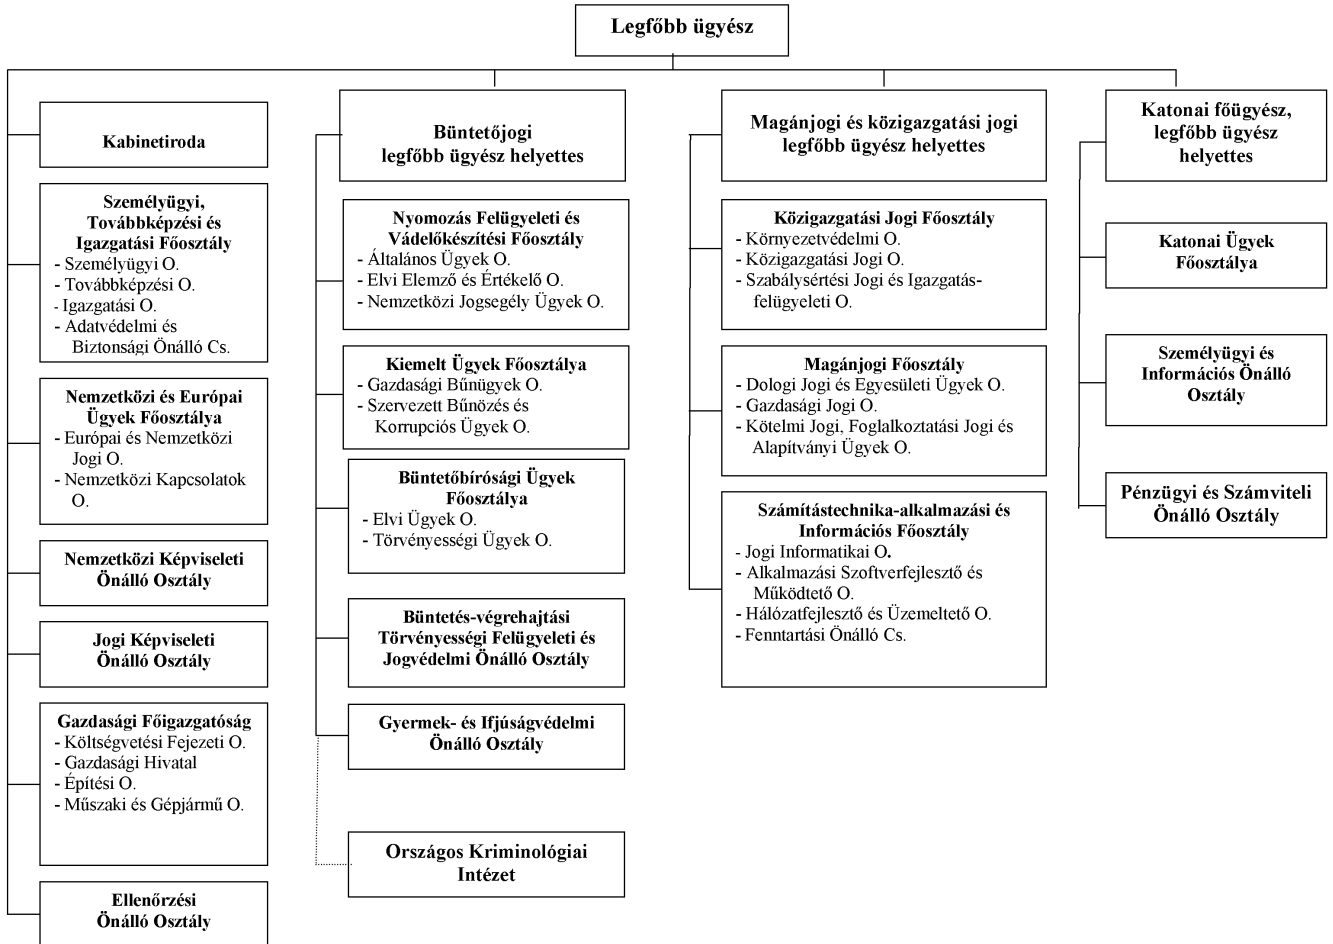 Legfőbb ügyész
Kabinetiroda
Személyügyi,
Továbbképzési és
Igazgatási Főosztály
- Személyügyi O.
- Továbbképzési O.
- Igazgatási O.
- Adatvédelmi és
Biztonsági Önálló Cs.
Nemzetközi és Európai
Ügyek Főosztálya
- Európai és Nemzetközi
Jogi O.
- Nemzetközi Kapcsolatok
O.
Nemzetközi Képviseleti
Önálló Osztály
Jogi Képviseleti
Önálló Osztály
Gazdasági Főigazgatóság
- Költségvetési Fejezeti O.
- Gazdasági Hivatal
- Építési O.
- Műszaki és Gépjármű O.
Ellenőrzési
Önálló Osztály
Büntetőjogi
legfőbb ügyész helyettes
Nyomozás Felügyeleti és
Vádelőkészítési Főosztály
- Általános Ügyek O.
- Elvi Elemző és Értékelő O.
- Nemzetközi Jogsegély Ügyek O.
Kiemelt Ügyek Főosztálya
- Gazdasági Bűnügyek O.
- Szervezett Bűnözés és
Korrupciós Ügyek O.
Büntetőbírósági Ügyek
Főosztálya
- Elvi Ügyek O.
- Törvényességi Ügyek O.
Büntetés-végrehajtási
Törvényességi Felügyeleti és
Jogvédelmi Önálló Osztály
Gyermek- és Ifjúságvédelmi
Önálló Osztály
Országos Kriminológiai
Intézet
Magánjogi és közigazgatási jogi
legfőbb ügyész helyettes
Közigazgatási Jogi Főosztály
- Környezetvédelmi O.
- Közigazgatási Jogi O.
- Szabálysértési Jogi és Igazgatás-
felügyeleti O.
Magánjogi Főosztály
- Dologi Jogi és Egyesületi Ügyek O.
- Gazdasági Jogi O.
- Kötelmi Jogi, Foglalkoztatási Jogi és
Alapítványi Ügyek O.
Számítástechnika-alkalmazási és
Információs Főosztály
- Jogi Informatikai O.
- Alkalmazási Szoftverfejlesztő és
Működtető O.
- Hálózatfejlesztő és Üzemeltető O.
- Fenntartási Önálló Cs.
Katonai főügyész,
legfőbb ügyész
helyettes
Katonai Ügyek
Főosztálya
Személyügyi és
Információs Önálló
Osztály
Pénzügyi és Számviteli
Önálló Osztály